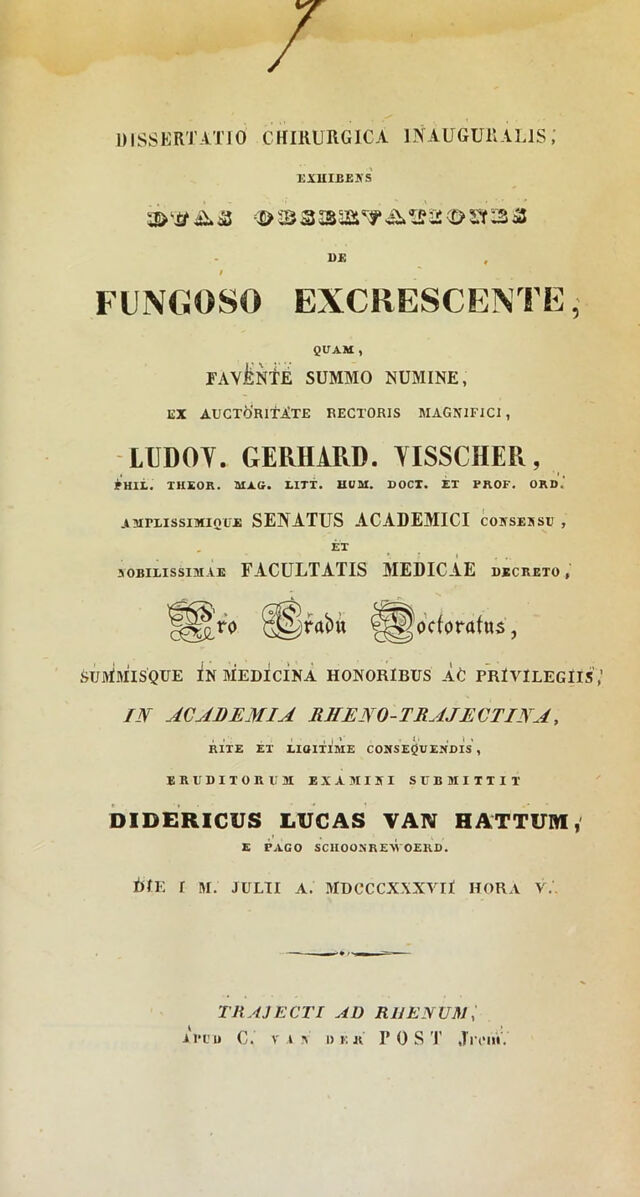 DISSERTATIO CHIRURGICA INAUGURALIS,
EXHIBENS
DUAS OBSERVATIONES
DE
FUNGOSO EXCRESCENTE,
QUAM,
FAVENTE SUMMO NUMINE,
EX AUCTORITATE RECTORIS MAGNIFICI,
LUDOV. GERHARD. VISSCHER,
PHIL. THEOR. MAG. LITT. HUM. DOCT. ET PROF. ORD.
AMPLISSIMIQUE SENATUS ACADEMICI CONSENSU,
ET
NOBILISSIMAE FACULTATIS MEDICAE DECRETO,
Pro Gradu Doctoratus,
SUMMISQUE IN MEDICINA HONORIBUS AC PRIVILEGIIS,
IN ACADEMIA RHENO-TRAJECTINA,
RITE ET LIGITIME CONSEQUENDIS,
ERUDITORUM EXAMINI SUBMITTIT
DIDERICUS LUCAS VAN HATTUM,
E PAGO SCHOONREWOERD.
DIE I M. JULII A. MDCCCXXXVII HORA V.
TRAJECTI AD RHENUM,
APUD C. VAN DER POST Jrem.